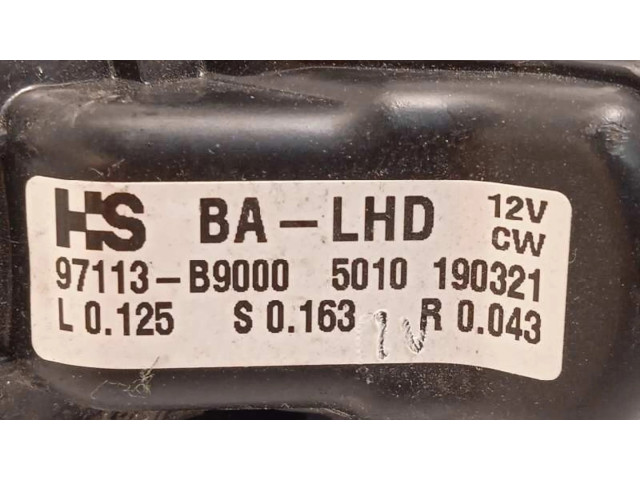 HS BA-LHD 12V
CW
97113-B9000 5010 190321
L 0.125 S 0.163 R 0.043